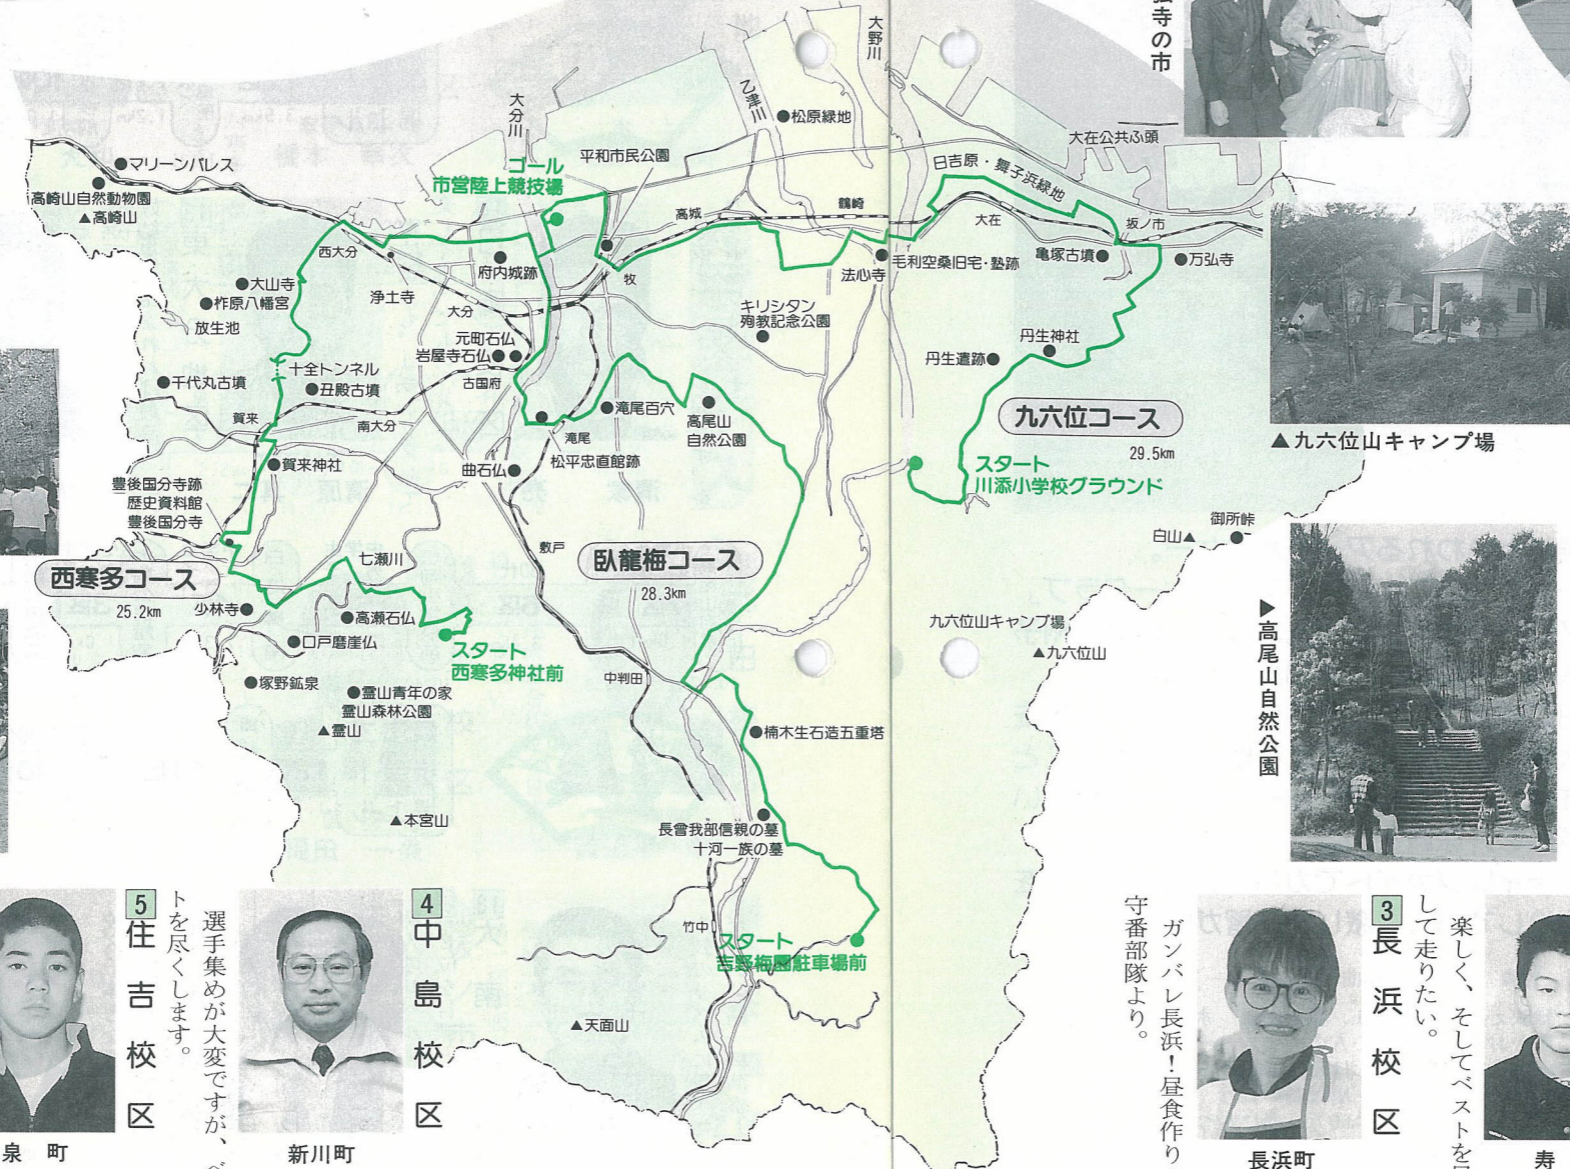 寺の市
大野川
乙津川
大分川
松原緑地
大在公共ふ頭
日吉原・舞子浜緑地
平和市民公園
ゴール
市営陸上競技場
マリーンパレス
高崎山自然動物園
▲高崎山
高城
鶴崎
大在
坂ノ市
西大分
府内城跡
牧
法心寺
毛利空桑旧宅・塾跡
亀塚古墳
万弘寺
大山寺
柞原八幡宮
放生池
浄土寺
大分
キリシタン
殉教記念公園
元町石仏
岩屋寺石仏
古国府
丹生遺跡
丹生神社
十全トンネル
丑殿古墳
千代丸古墳
賀来
南大分
滝尾百穴
高尾山
自然公園
九六位コース
29.5km
▲九六位山キャンプ場
滝尾
松平忠直館跡
曲石仏
賀来神社
スタート
川添小学校グラウンド
豊後国分寺跡
歴史資料館
豊後国分寺
御所峠
白山▲
敷戸
七瀬川
臥龍梅コース
28.3km
西寒多コース
25.2km
少林寺
高瀬石仏
口戸磨崖仏
スタート
西寒多神社前
九六位山キャンプ場
▲九六位山
▶高尾山自然公園
中判田
塚野鉱泉
霊山青年の家
霊山森林公園
▲霊山
楠木生石造五重塔
▲本宮山
長曾我部信親の墓
十河一族の墓
竹中
スタート
吉野梅園駐車場前
▲天面山
楽しく、そしてベストを
して走りたい。
3 長浜校区
ガンバレ長浜！昼食作り
守番部隊より。
長浜町
寿
4 中島校区
選手集めが大変ですが、ベ
トを尽くします。
新川町
5 住吉校区
泉町